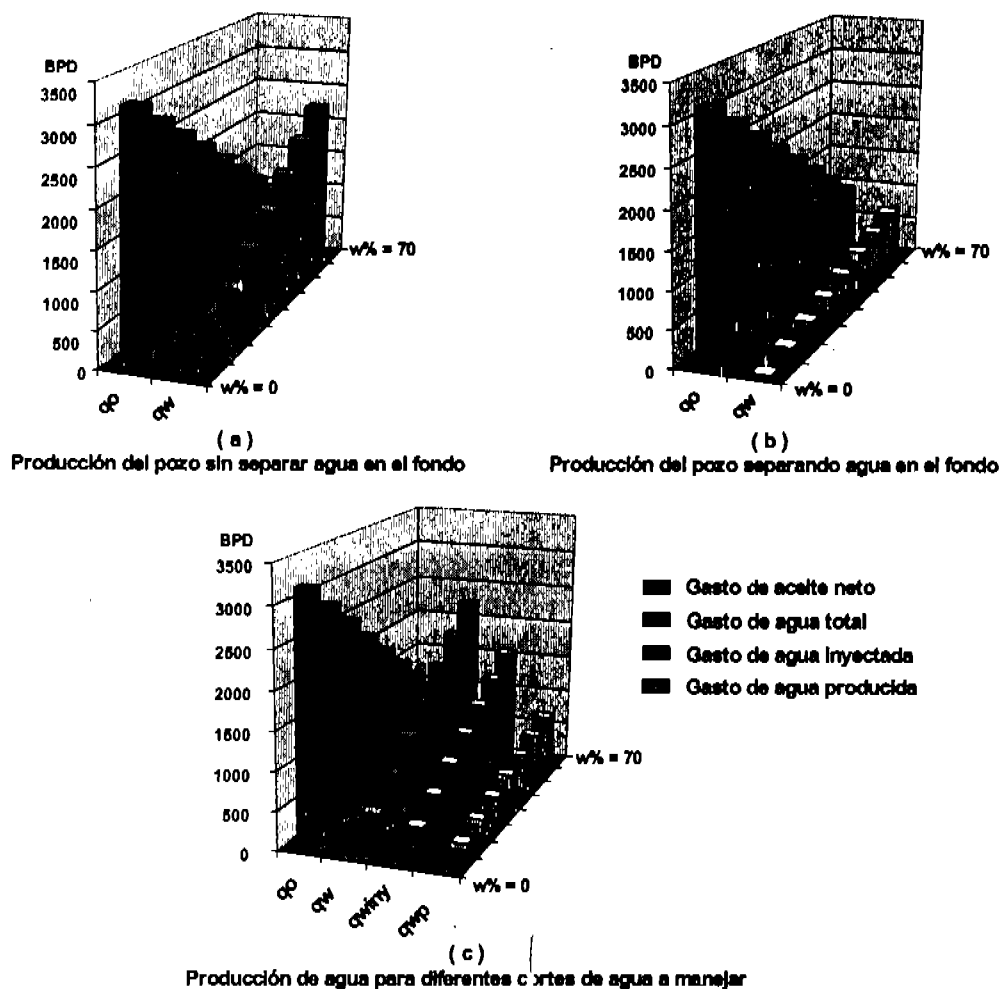 BPD
3500
3000
2500
2000
1500
1000
500
0
qo
qw
w% = 0
w% = 70
( a )
Producción del pozo sin separar agua en el fondo
BPD
3500
3000
2500
2000
1500
1000
500
0
qo
qw
w% = 0
w% = 70
( b )
Producción del pozo separando agua en el fondo
BPD
3500
3000
2500
2000
1500
1000
500
0
qo
qw
qwiny
qwp
w% = 0
w% = 70
Gasto de aceite neto
Gasto de agua total
Gasto de agua inyectada
Gasto de agua producida
( c )
Producción de agua para diferentes cortes de agua a manejar